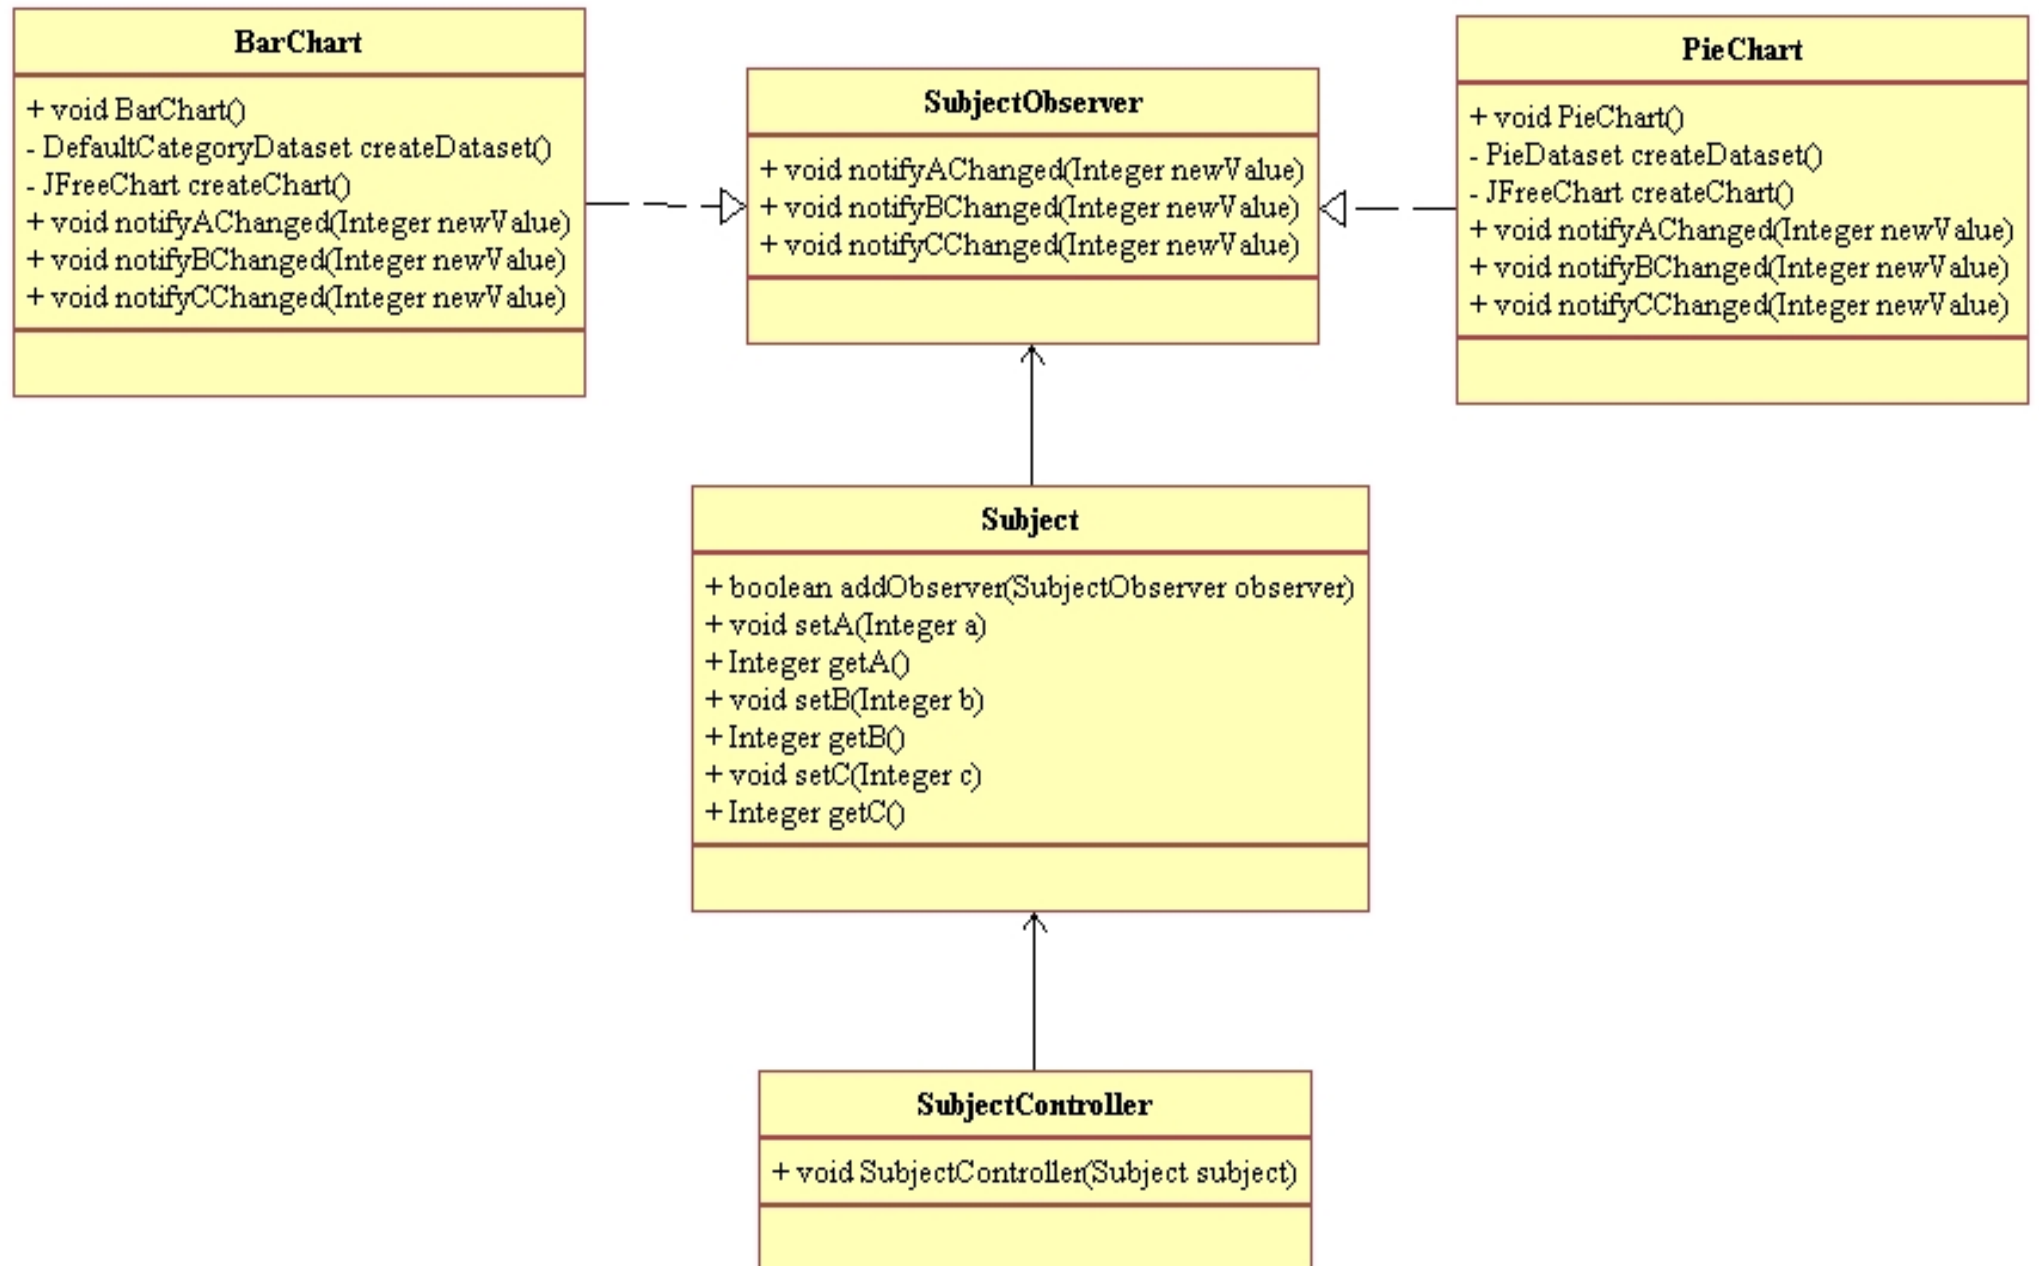 BarChart
+ void BarChart()
- DefaultCategoryDataset createDataset()
- JFreeChart createChart()
+ void notifyAChanged(Integer newValue)
+ void notifyBChanged(Integer newValue)
+ void notifyCChanged(Integer newValue)
SubjectObserver
+ void notifyAChanged(Integer newValue)
+ void notifyBChanged(Integer newValue)
+ void notifyCChanged(Integer newValue)
PieChart
+ void PieChart()
- PieDataset createDataset()
- JFreeChart createChart()
+ void notifyAChanged(Integer newValue)
+ void notifyBChanged(Integer newValue)
+ void notifyCChanged(Integer newValue)
Subject
+ boolean addObserver(SubjectObserver observer)
+ void setA(Integer a)
+ Integer getA()
+ void setB(Integer b)
+ Integer getB()
+ void setC(Integer c)
+ Integer getC()
SubjectController
+ void SubjectController(Subject subject)